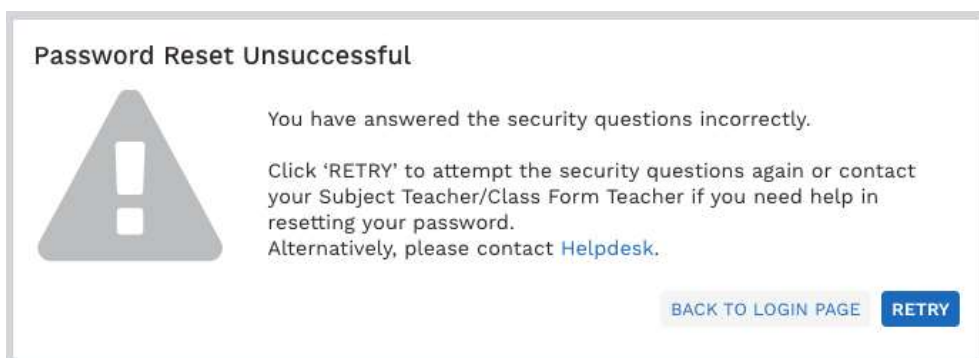 Password Reset Unsuccessful
You have answered the security questions incorrectly.
Click ‘RETRY’ to attempt the security questions again or contact
your Subject Teacher/Class Form Teacher if you need help in
resetting your password.
Alternatively, please contact Helpdesk.
BACK TO LOGIN PAGE RETRY